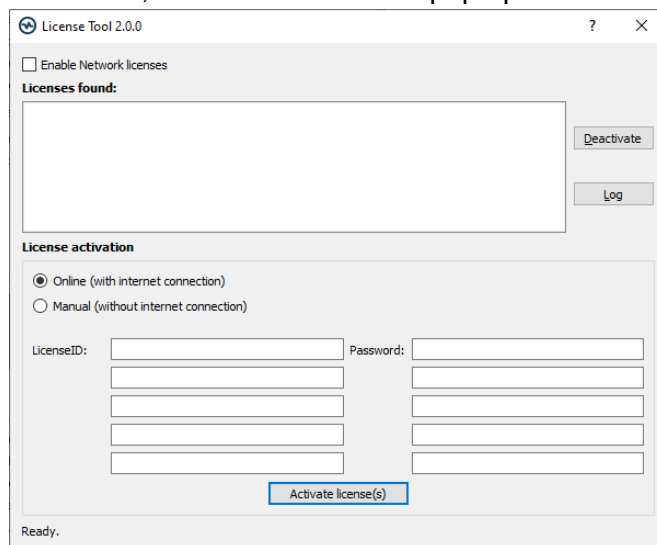 License Tool 2.0.0
?
Enable Network licenses
Licenses found:
Deactivate
Log
License activation
Online (with internet connection)
Manual (without internet connection)
LicenseID:
Password:
Activate license(s)
Ready.